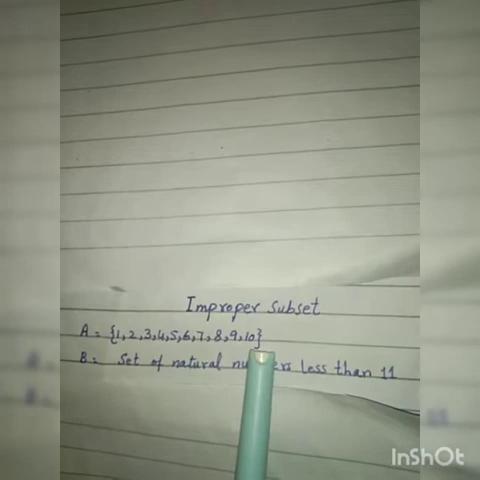 Improper subset
A = {1,2,3,4,5,6,7,8,9,10}
B = Set of natural less than 11
InShOt